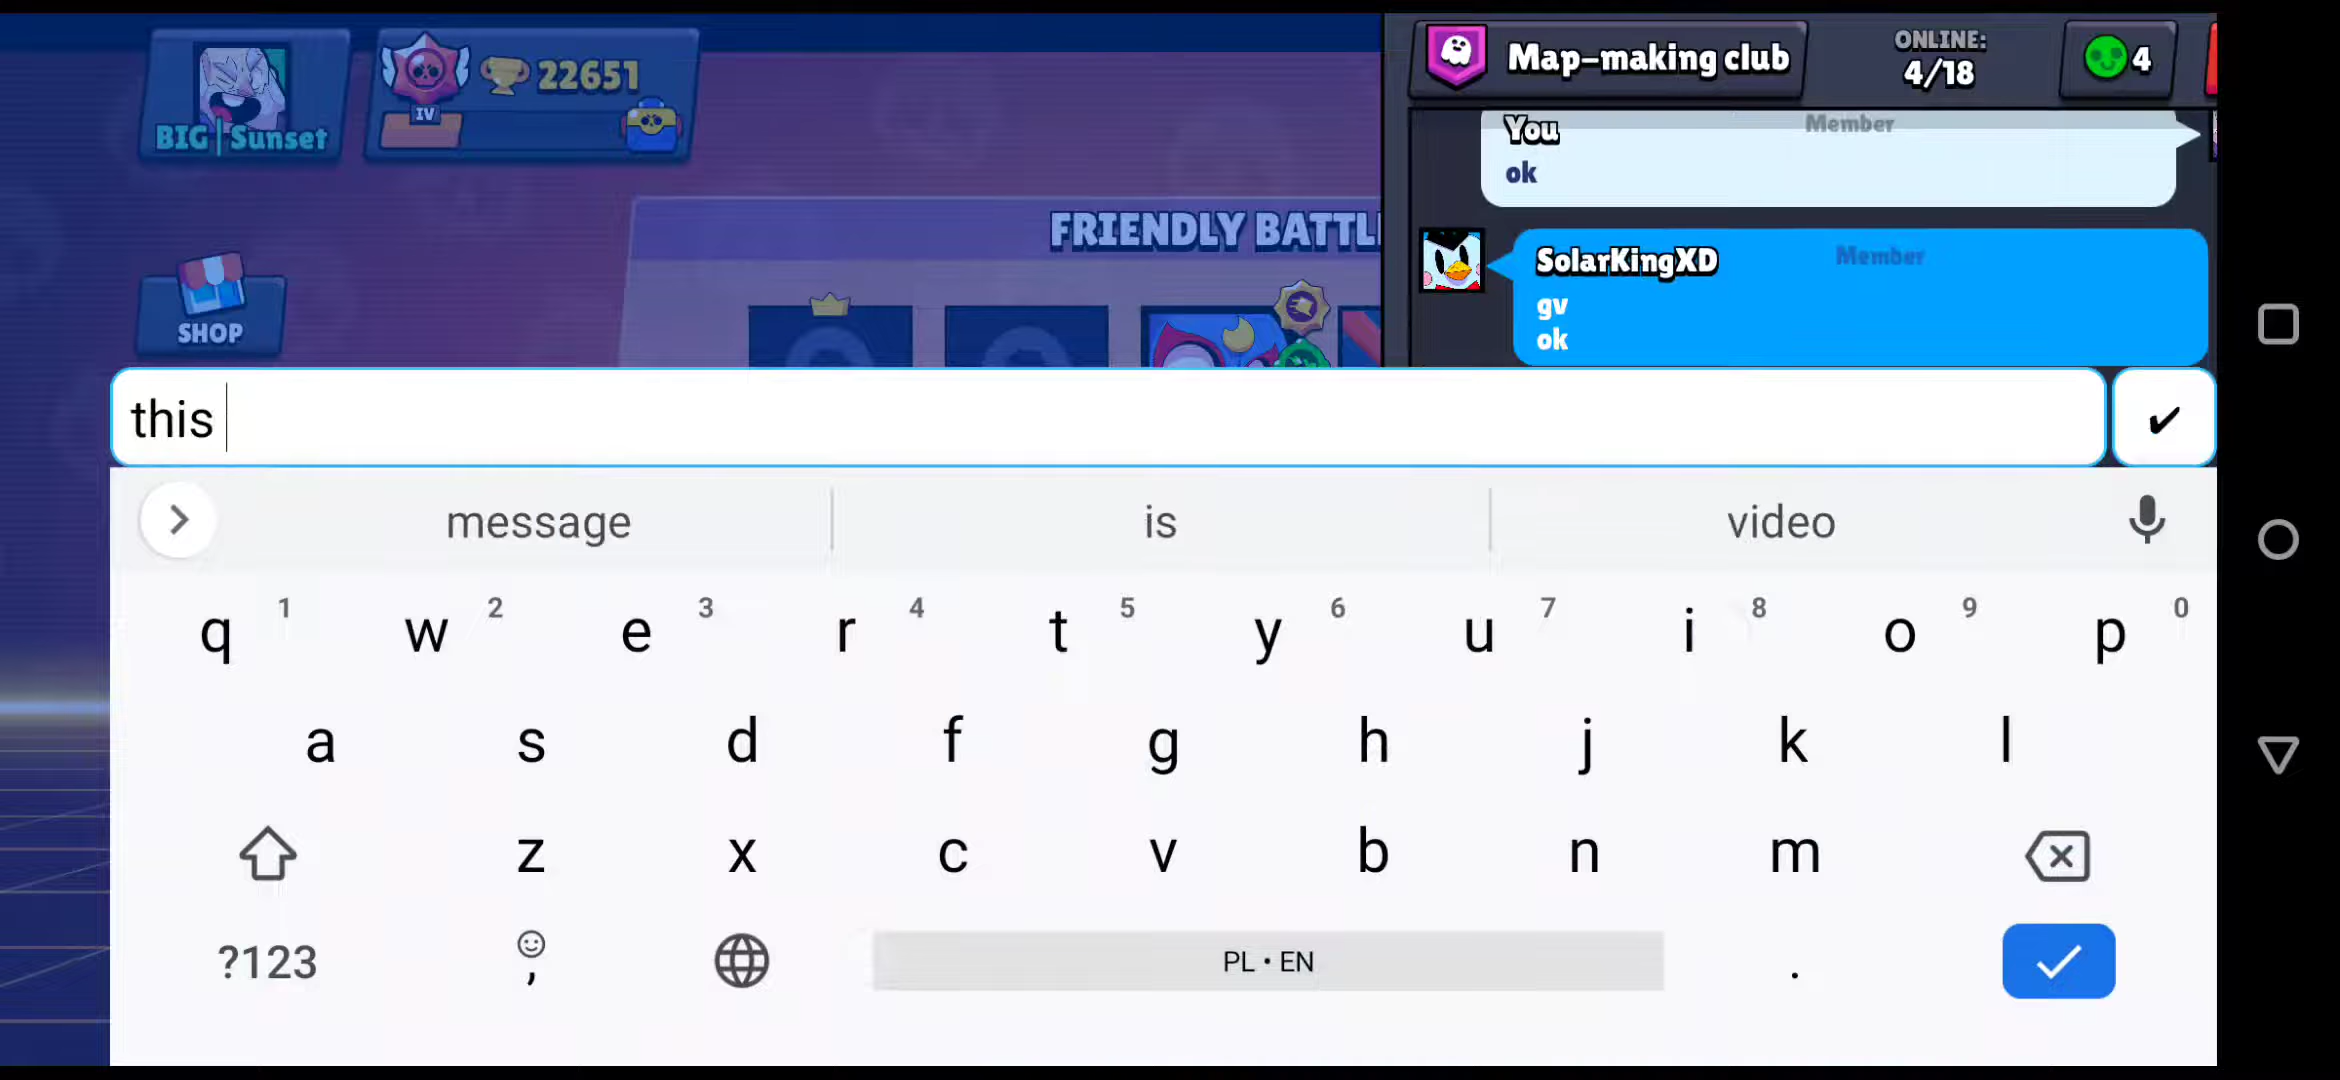 BIG|Sunset
IV
22651
SHOP
FRIENDLY BATTL
Map-making club
ONLINE:
4/18
4
You
Member
ok
SolarKingXD
Member
gv
ok
this
✔
message
is
video
q 1 w 2 e 3 r 4 t 5 y 6 u 7 i 8 o 9 p 0
a s d f g h j k l
z x c v b n m
?123
,
PL • EN
.